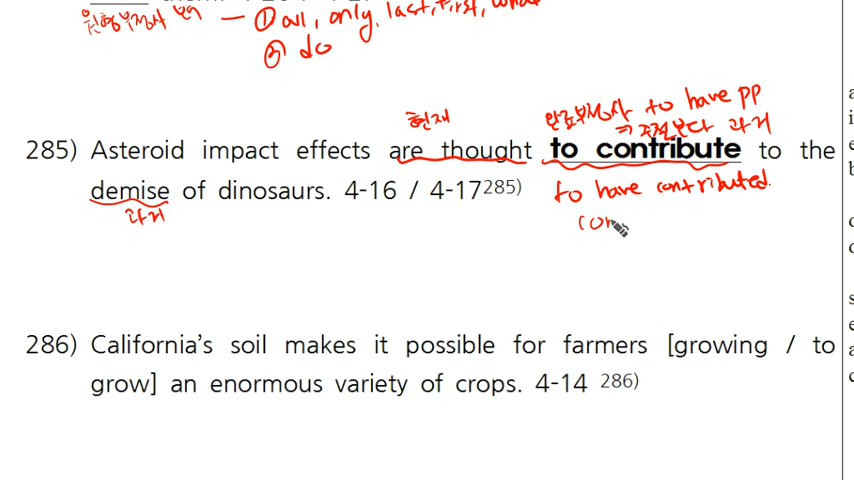 원형부정사 보어 — ① all, only, last, first, what
② do
현재
완료부정사 to have pp
⇒ 주절보다 과거
285) Asteroid impact effects are thought to contribute to the
demise of dinosaurs. 4-16 / 4-17 285)
과거
to have contributed.
(on
286) California's soil makes it possible for farmers [growing / to
grow] an enormous variety of crops. 4-14 286)